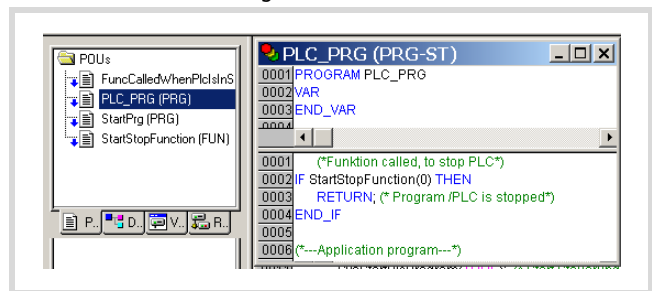 POUs
FuncCalledWhenPlcIsInS
PLC_PRG (PRG)
StartPrg (PRG)
StartStopFunction (FUN)
P.. D.. V.. R..
PLC_PRG (PRG-ST)
0001 PROGRAM PLC_PRG
0002 VAR
0003 END_VAR
0004
0001 (*Funktion called, to stop PLC*)
0002 IF StartStopFunction(0) THEN
0003 RETURN; (* Program /PLC is stopped*)
0004 END_IF
0005
0006 (*---Application program---*)